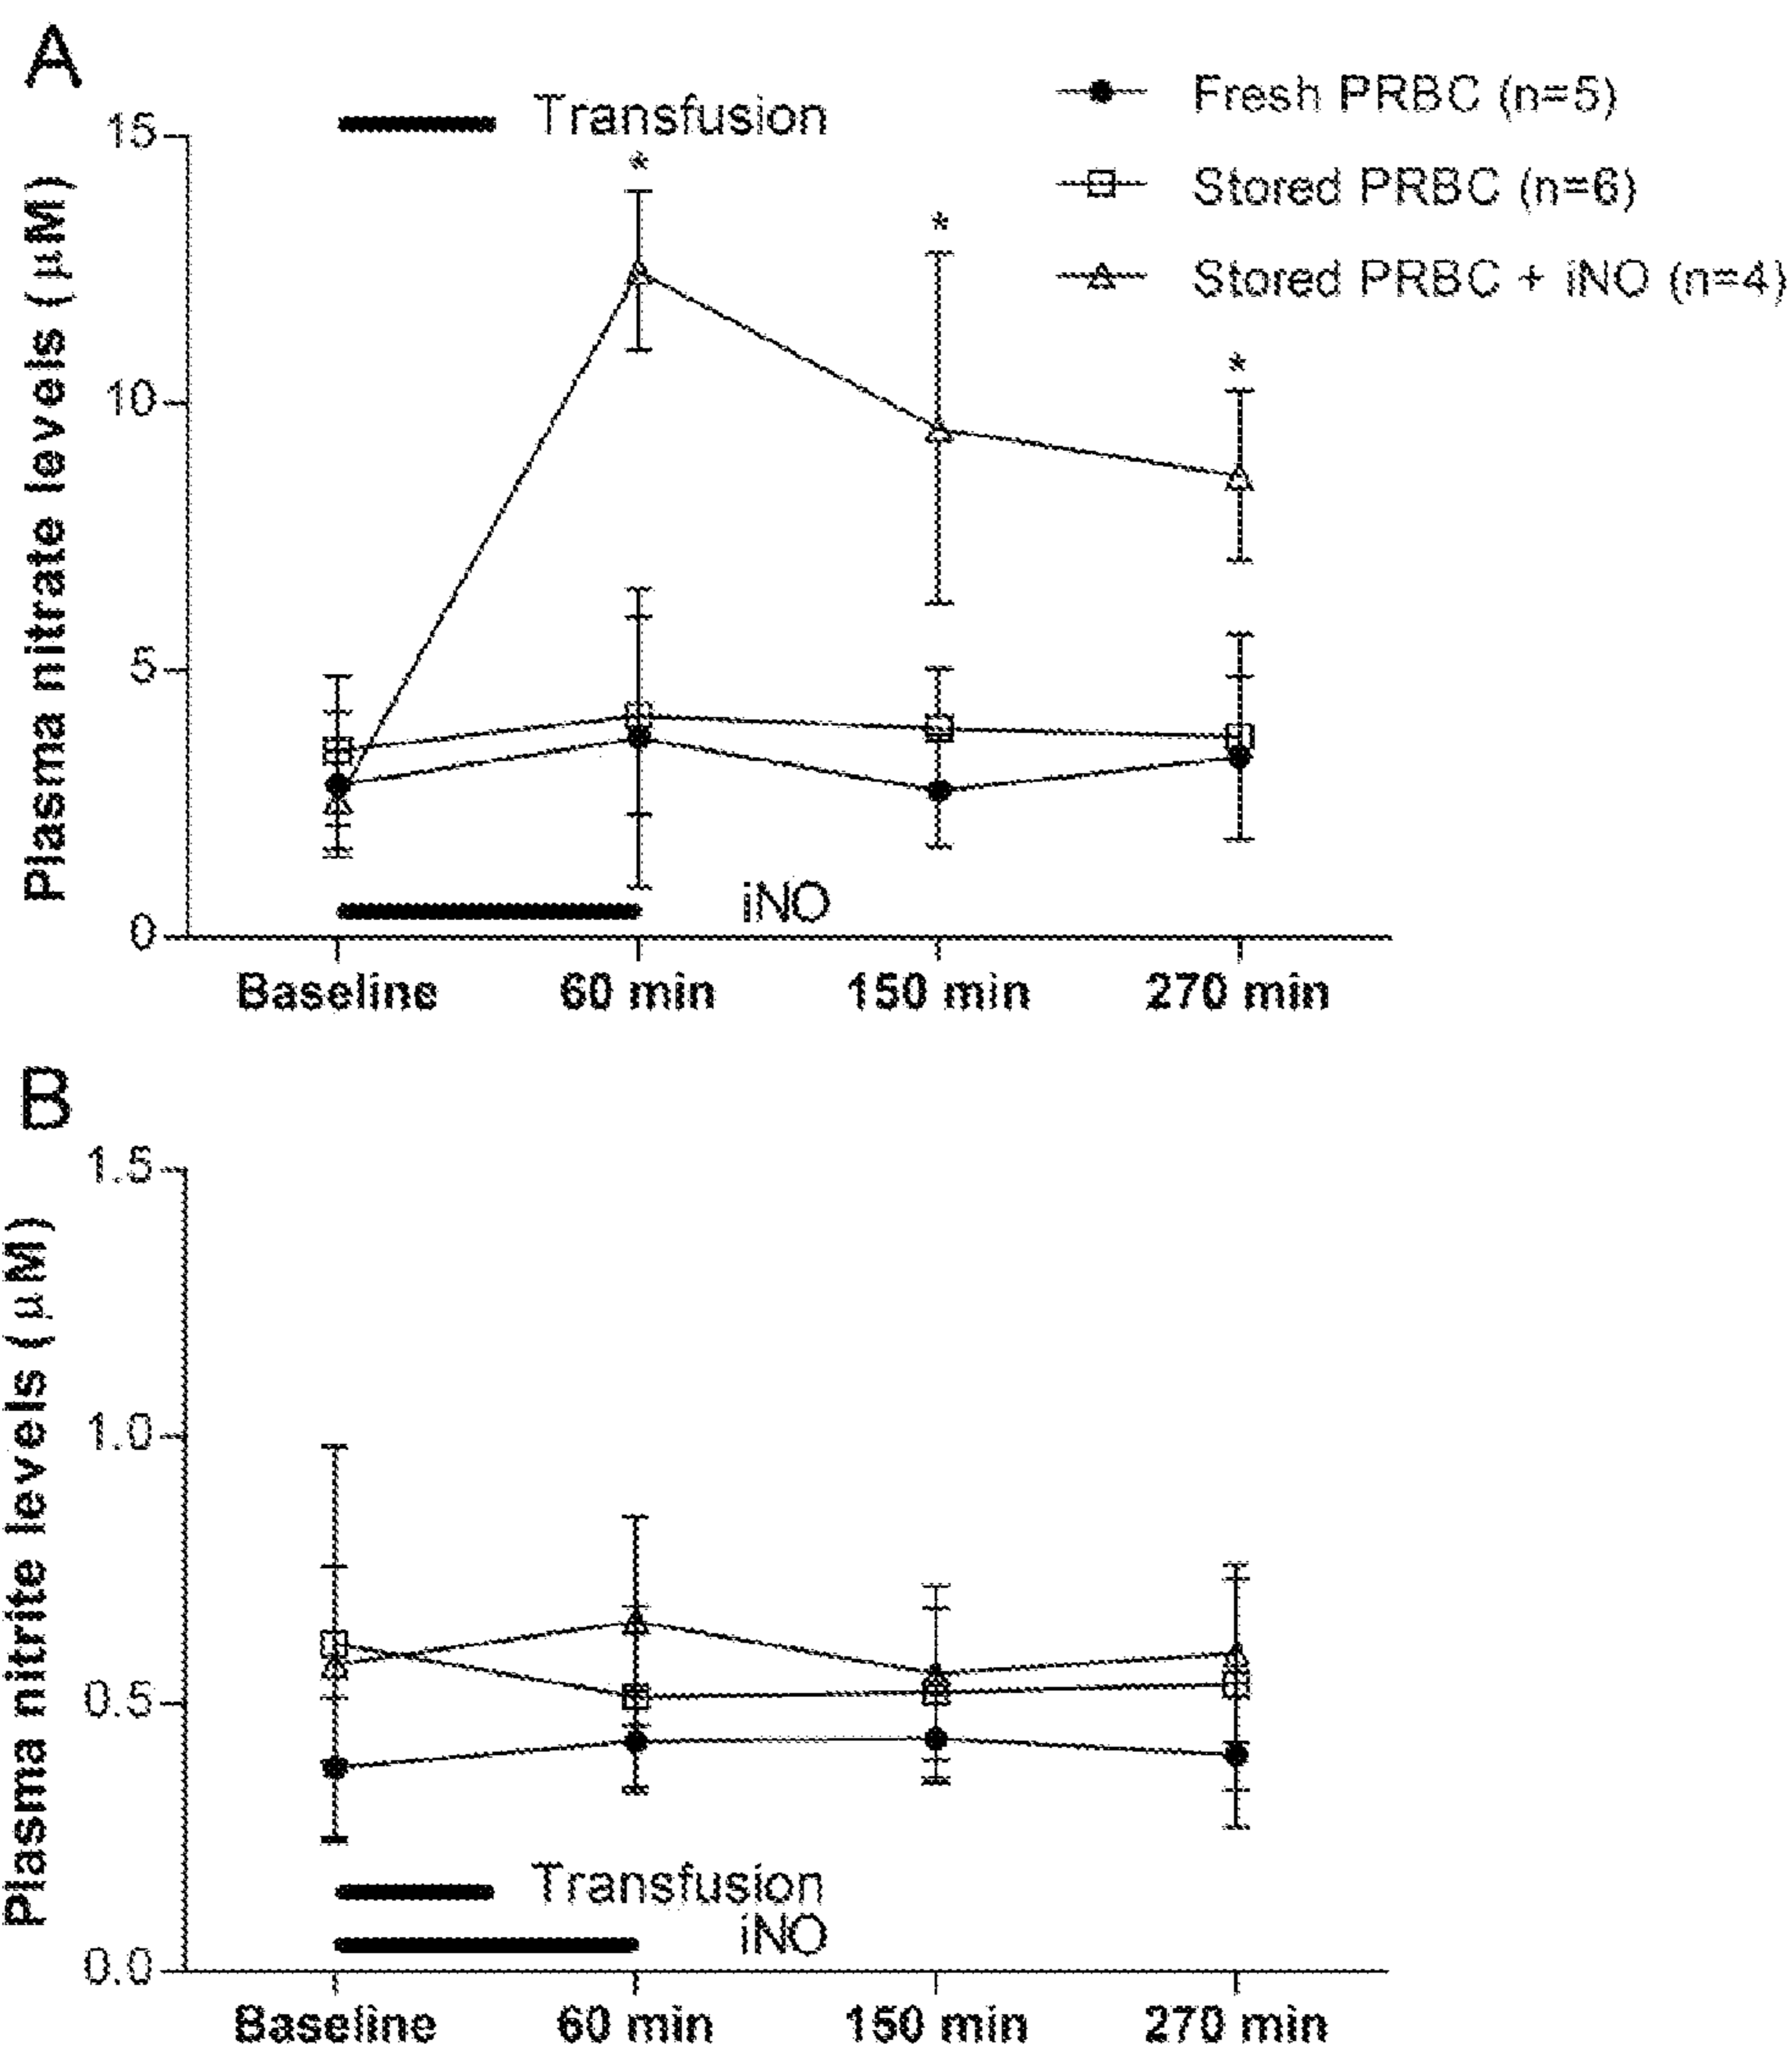 A
Transfusion
Fresh PRBC (n=5)
Stored PRBC (n=6)
Stored PRBC + iNO (n=4)
Plasma nitrate levels (μM)
15
10
5
0
*
*
*
iNO
Baseline 60 min 150 min 270 min
B
Plasma nitrite levels (μM)
1.5
1.0
0.5
0.0
Transfusion
iNO
Baseline 60 min 150 min 270 min